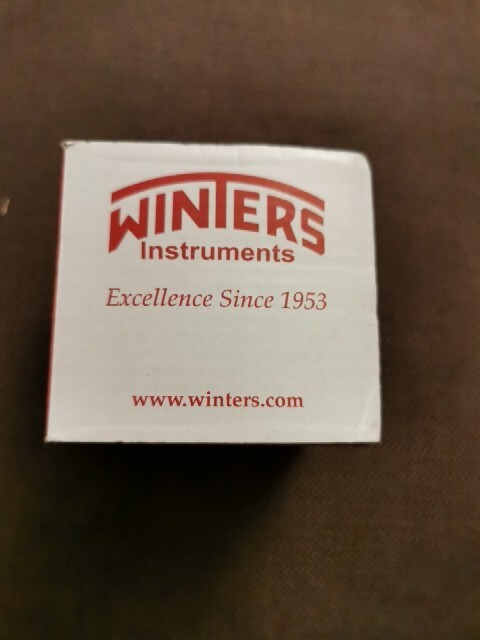 WINTERS
Instruments
Excellence Since 1953
www.winters.com